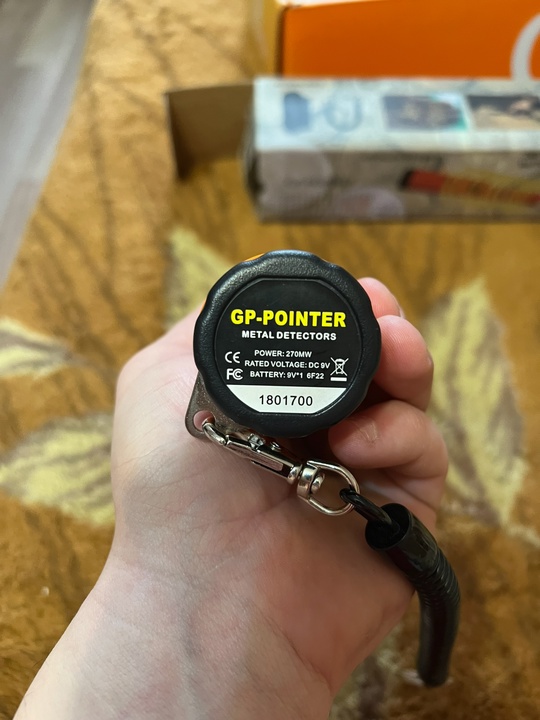 GP-POINTER
METAL DETECTORS
POWER: 270MW
CE RATED VOLTAGE: DC 9V
FC BATTERY: 9V*1 6F22
1801700